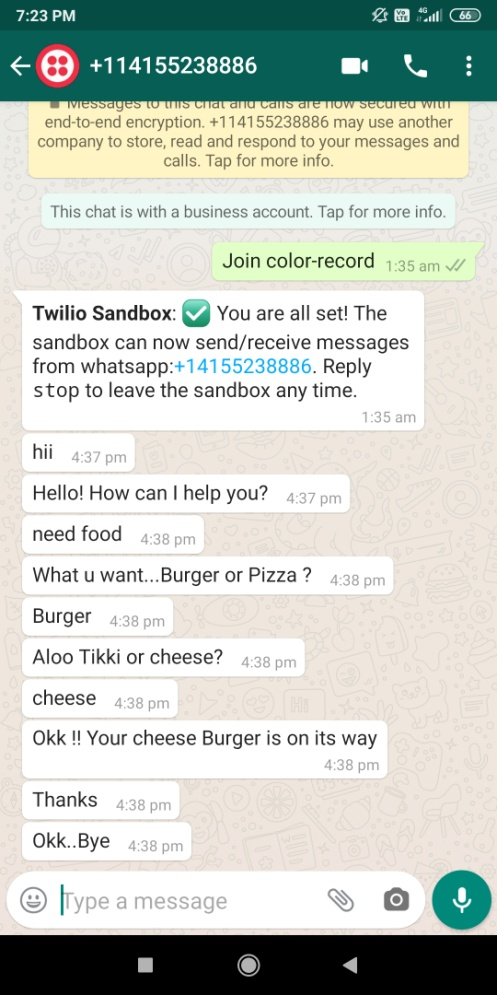 7:23 PM
4G
Vo LTE
66
+114155238886
Messages to this chat and calls are now secured with
end-to-end encryption. +114155238886 may use another
company to store, read and respond to your messages and
calls. Tap for more info.
This chat is with a business account. Tap for more info.
Join color-record 1:35 am
Twilio Sandbox: ✅ You are all set! The
sandbox can now send/receive messages
from whatsapp:+14155238886. Reply
stop to leave the sandbox any time.
1:35 am
hii 4:37 pm
Hello! How can I help you? 4:37 pm
need food 4:38 pm
What u want...Burger or Pizza ? 4:38 pm
Burger 4:38 pm
Aloo Tikki or cheese? 4:38 pm
cheese 4:38 pm
Okk !! Your cheese Burger is on its way
4:38 pm
Thanks 4:38 pm
Okk..Bye 4:38 pm
Type a message